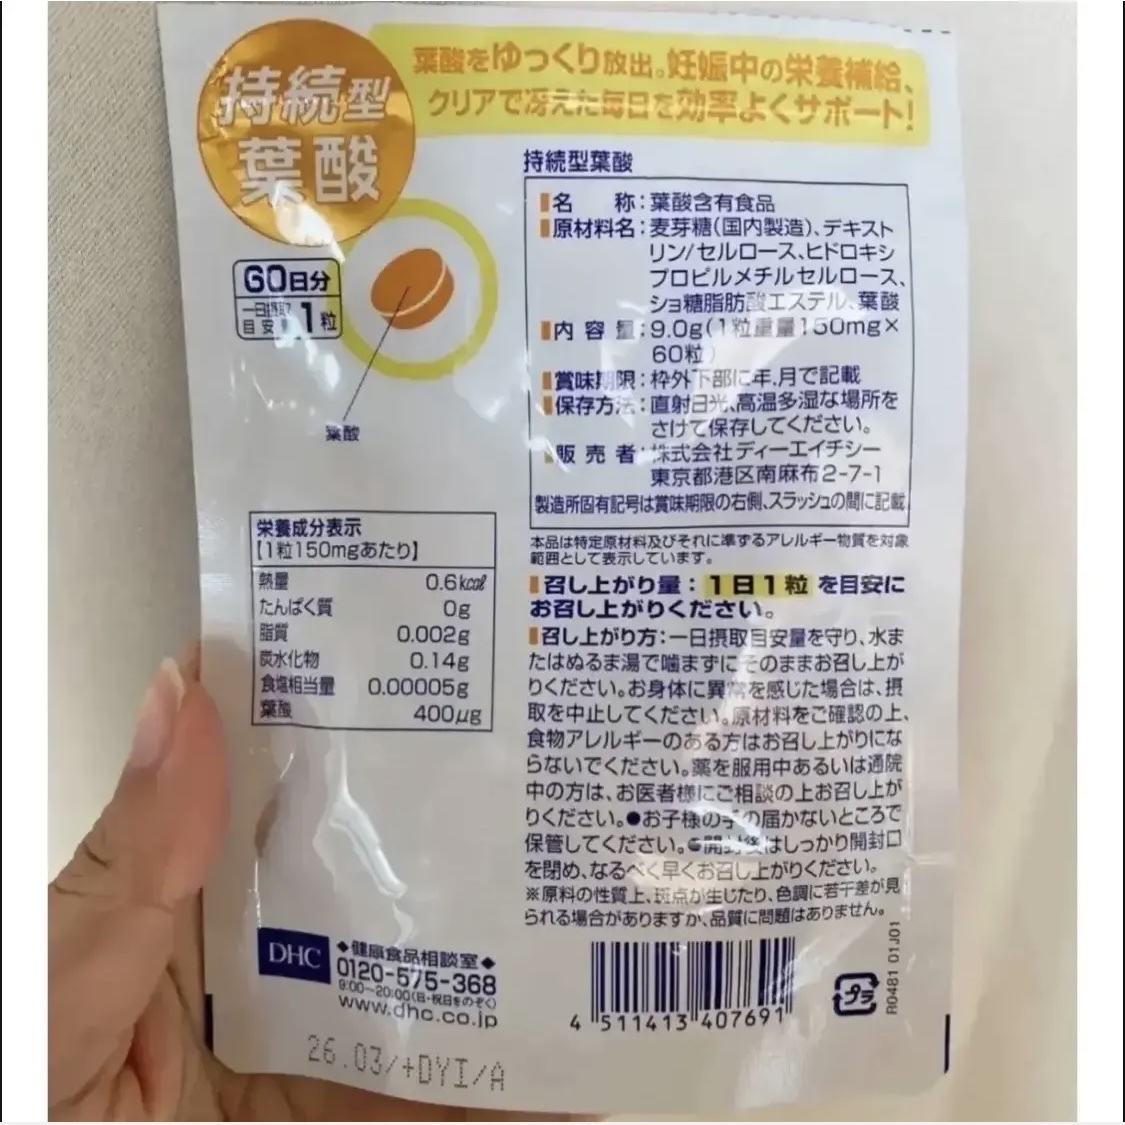 持続型
葉酸
葉酸をゆっくり放出。妊娠中の栄養補給、
クリアで冴えた毎日を効率よくサポート!
60日分
一日摂取
目安量 1粒
葉酸
持続型葉酸
名　　称:葉酸含有食品
原材料名:麦芽糖(国内製造)、デキスト
リン/セルロース、ヒドロキシ
プロピルメチルセルロース、
ショ糖脂肪酸エステル、葉酸
内 容 量:9.0g(1粒重量150mg×
60粒)
賞味期限:枠外下部に年.月で記載
保存方法:直射日光、高温多湿な場所を
さけて保存してください。
販 売 者:株式会社ディーエイチシー
東京都港区南麻布2-7-1
製造所固有記号は賞味期限の右側、スラッシュの間に記載
本品は特定原材料及びそれに準ずるアレルギー物質を対象
範囲として表示しています。
召し上がり量:1日1粒を目安に
お召し上がりください。
召し上がり方:一日摂取目安量を守り、水ま
たはぬるま湯で噛まずにそのままお召し上が
りください。お身体に異常を感じた場合は、摂
取を中止してください。原材料をご確認の上、
食物アレルギーのある方はお召し上がりにな
らないでください。薬を服用中あるいは通院
中の方は、お医者様にご相談の上お召し上が
りください。●お子様の手の届かないところで
保管してください。●開封後はしっかり開封口
を閉め、なるべく早くお召し上がりください。
※原料の性質上、斑点が生じたり、色調に若干差が見
られる場合がありますが、品質に問題はありません。
栄養成分表示
【1粒150mgあたり】
熱量 0.6kcal
たんぱく質 0g
脂質 0.002g
炭水化物 0.14g
食塩相当量 0.00005g
葉酸 400μg
DHC
◆健康食品相談室◆
0120-575-368
9:00~20:00(日・祝日をのぞく)
www.dhc.co.jp
4 511413 407691
プラ
R0481 01J01
26.03/+DYI/A